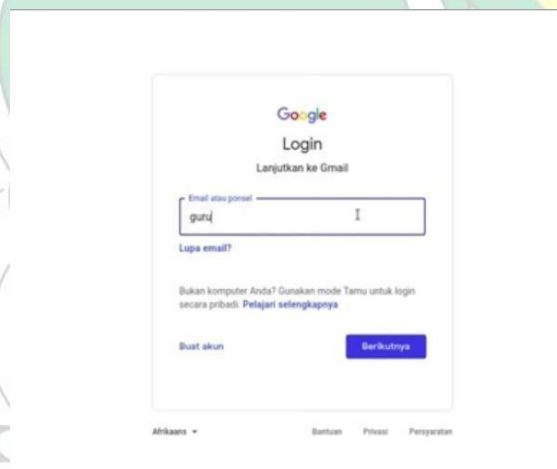 Google
Login
Lanjutkan ke Gmail
Email atau ponsel
guru
Lupa email?
Bukan komputer Anda? Gunakan mode Tamu untuk login
secara pribadi. Pelajari selengkapnya
Buat akun
Berikutnya
Afrikaans
Bantuan Privasi Persyaratan